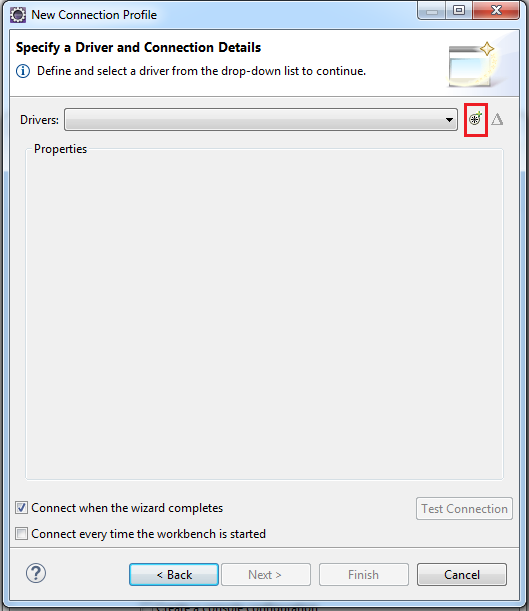 New Connection Profile
Specify a Driver and Connection Details
Define and select a driver from the drop-down list to continue.
Drivers:
Properties
Connect when the wizard completes
Test Connection
Connect every time the workbench is started
< Back
Next >
Finish
Cancel